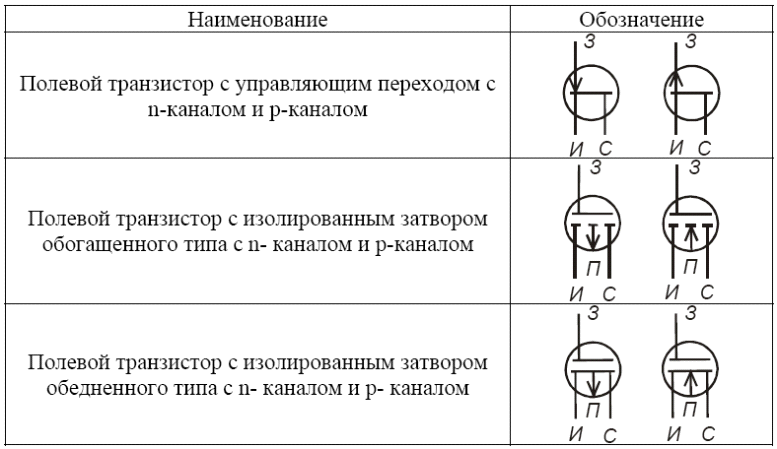 Наименование
Обозначение
Полевой транзистор с управляющим переходом с
n-каналом и p-каналом
З З
И С И С
Полевой транзистор с изолированным затвором
обогащенного типа с n- каналом и p-каналом
З З
П П
И С И С
Полевой транзистор с изолированным затвором
обедненного типа с n- каналом и p- каналом
З З
П П
И С И С